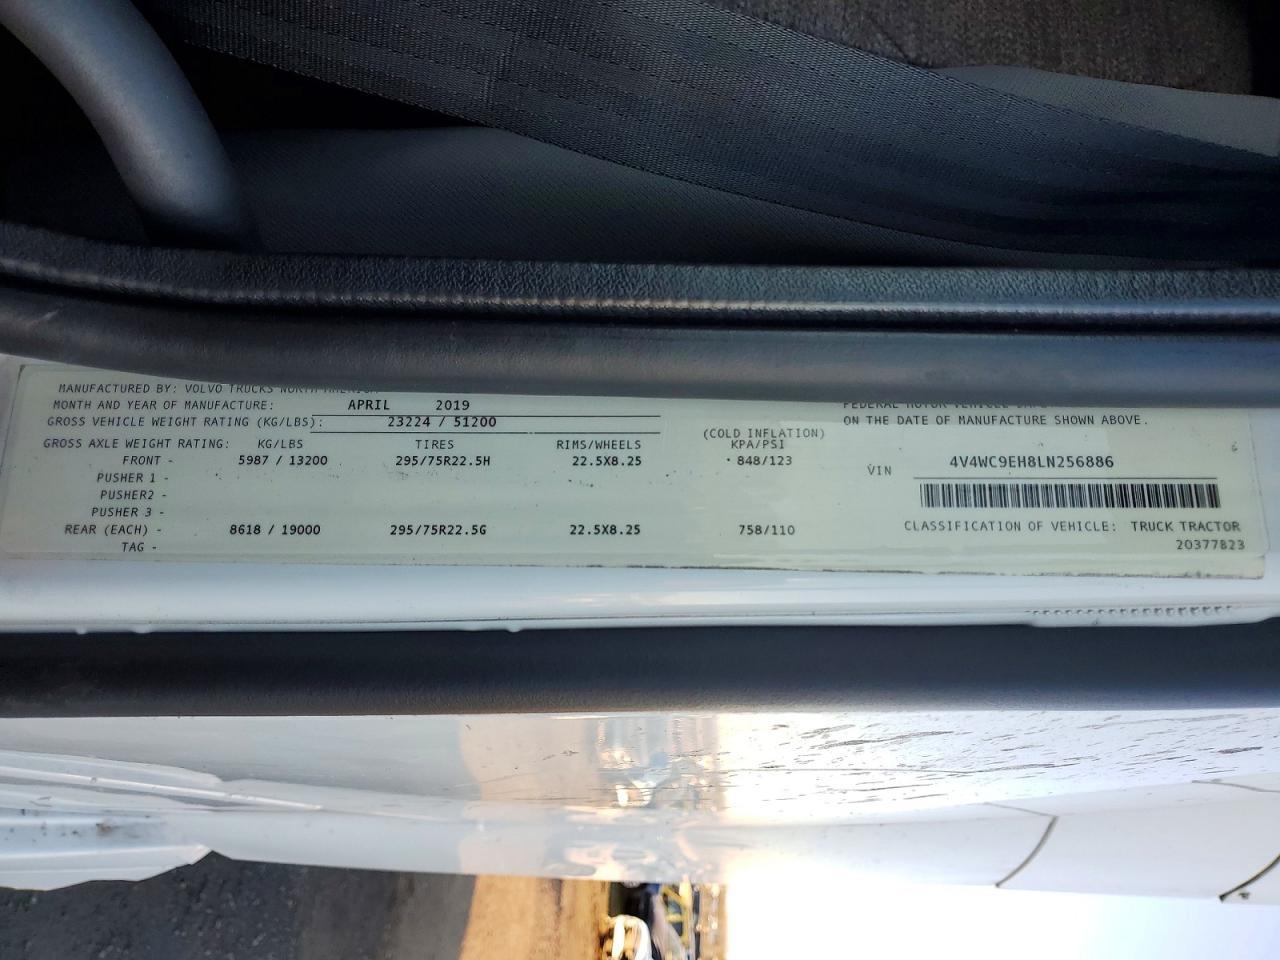 MANUFACTURED BY: VOLVO TRUCKS NORTH AMERICA
MONTH AND YEAR OF MANUFACTURE: APRIL 2019
GROSS VEHICLE WEIGHT RATING (KG/LBS): 23224 / 51200
GROSS AXLE WEIGHT RATING: KG/LBS TIRES RIMS/WHEELS (COLD INFLATION) KPA/PSI
FRONT - 5987 / 13200 295/75R22.5H 22.5X8.25 848/123
PUSHER 1 -
PUSHER2 -
PUSHER 3 -
REAR (EACH) - 8618 / 19000 295/75R22.5G 22.5X8.25 758/110
TAG -
FEDERAL MOTOR VEHICLE
ON THE DATE OF MANUFACTURE SHOWN ABOVE.
VIN 4V4WC9EH8LN256886
CLASSIFICATION OF VEHICLE: TRUCK TRACTOR
20377823